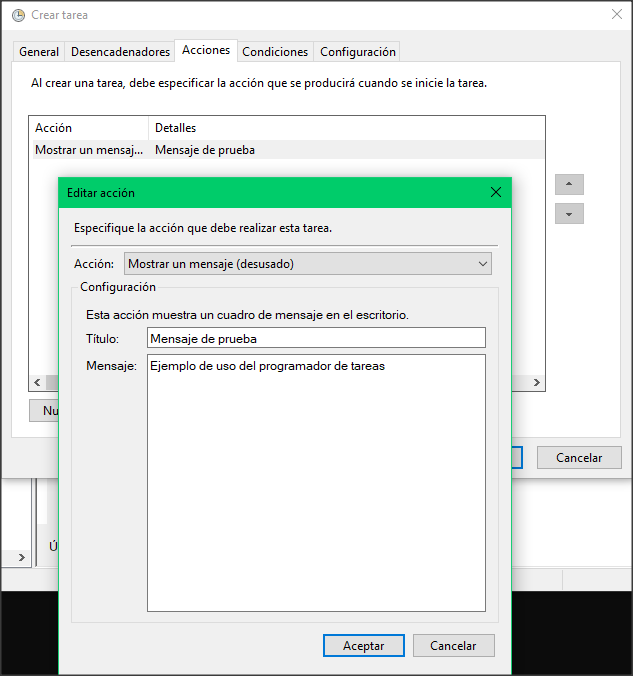 Crear tarea
General Desencadenadores Acciones Condiciones Configuración
Al crear una tarea, debe especificar la acción que se producirá cuando se inicie la tarea.
Acción Detalles
Mostrar un mensaj... Mensaje de prueba
Editar acción
Especifique la acción que debe realizar esta tarea.
Acción: Mostrar un mensaje (desusado)
Configuración
Esta acción muestra un cuadro de mensaje en el escritorio.
Título: Mensaje de prueba
Mensaje: Ejemplo de uso del programador de tareas
Nu
Cancelar
Ú
Aceptar Cancelar